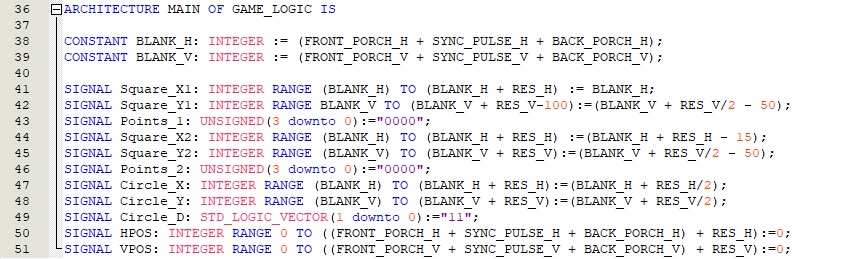 36 ARCHITECTURE MAIN OF GAME_LOGIC IS
37
38 CONSTANT BLANK_H: INTEGER := (FRONT_PORCH_H + SYNC_PULSE_H + BACK_PORCH_H);
39 CONSTANT BLANK_V: INTEGER := (FRONT_PORCH_V + SYNC_PULSE_V + BACK_PORCH_V);
40
41 SIGNAL Square_X1: INTEGER RANGE (BLANK_H) TO (BLANK_H + RES_H) := BLANK_H;
42 SIGNAL Square_Y1: INTEGER RANGE BLANK_V TO (BLANK_V + RES_V-100):=(BLANK_V + RES_V/2 - 50);
43 SIGNAL Points_1: UNSIGNED(3 downto 0):="0000";
44 SIGNAL Square_X2: INTEGER RANGE (BLANK_H) TO (BLANK_H + RES_H) :=(BLANK_H + RES_H - 15);
45 SIGNAL Square_Y2: INTEGER RANGE (BLANK_V) TO (BLANK_V + RES_V):=(BLANK_V + RES_V/2 - 50);
46 SIGNAL Points_2: UNSIGNED(3 downto 0):="0000";
47 SIGNAL Circle_X: INTEGER RANGE (BLANK_H) TO (BLANK_H + RES_H):=(BLANK_H + RES_H/2);
48 SIGNAL Circle_Y: INTEGER RANGE (BLANK_V) TO (BLANK_V + RES_V):=(BLANK_V + RES_V/2);
49 SIGNAL Circle_D: STD_LOGIC_VECTOR(1 downto 0):="11";
50 SIGNAL HPOS: INTEGER RANGE 0 TO ((FRONT_PORCH_H + SYNC_PULSE_H + BACK_PORCH_H) + RES_H):=0;
51 SIGNAL VPOS: INTEGER RANGE 0 TO ((FRONT_PORCH_V + SYNC_PULSE_V + BACK_PORCH_V) + RES_V):=0;